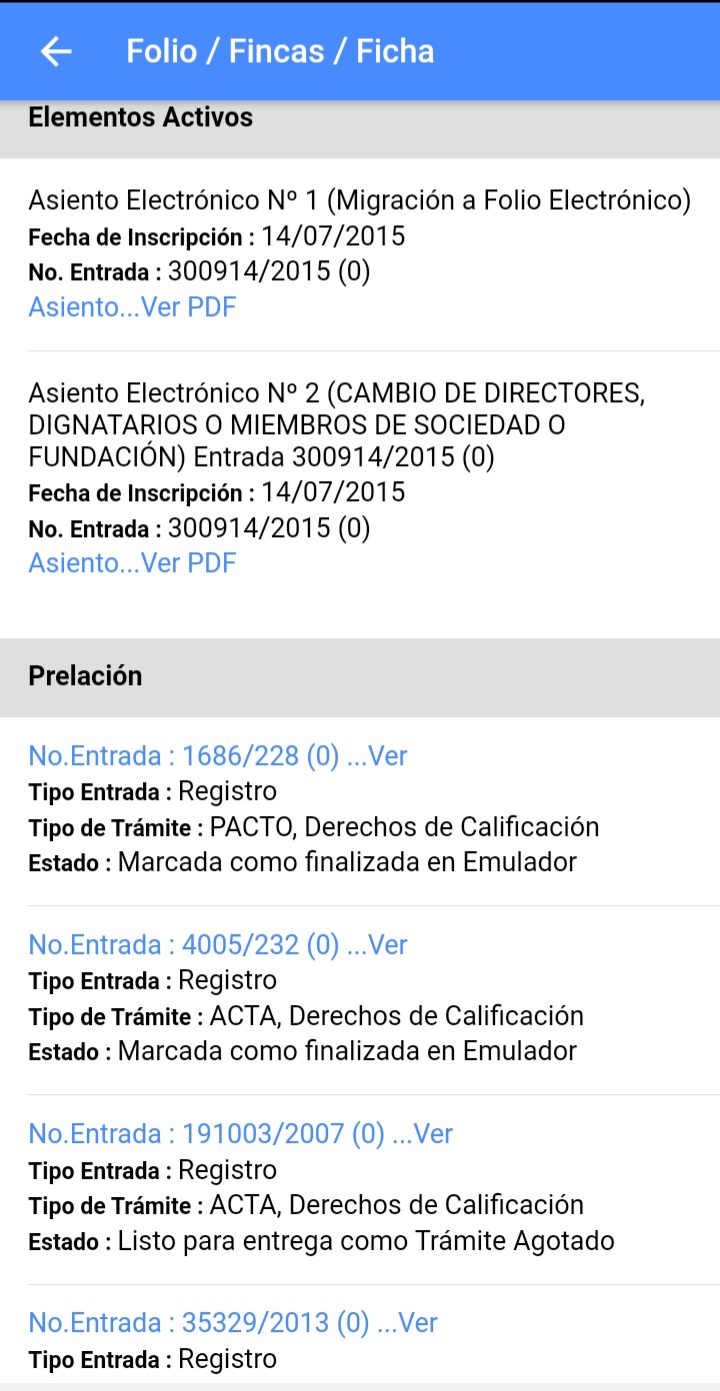 Folio / Fincas / Ficha
Elementos Activos
Asiento Electrónico Nº 1 (Migración a Folio Electrónico)
Fecha de Inscripción : 14/07/2015
No. Entrada : 300914/2015 (0)
Asiento...Ver PDF
Asiento Electrónico Nº 2 (CAMBIO DE DIRECTORES,
DIGNATARIOS O MIEMBROS DE SOCIEDAD O
FUNDACIÓN) Entrada 300914/2015 (0)
Fecha de Inscripción : 14/07/2015
No. Entrada : 300914/2015 (0)
Asiento...Ver PDF
Prelación
No.Entrada : 1686/228 (0) ...Ver
Tipo Entrada : Registro
Tipo de Trámite : PACTO, Derechos de Calificación
Estado : Marcada como finalizada en Emulador
No.Entrada : 4005/232 (0) ...Ver
Tipo Entrada : Registro
Tipo de Trámite : ACTA, Derechos de Calificación
Estado : Marcada como finalizada en Emulador
No.Entrada : 191003/2007 (0) ...Ver
Tipo Entrada : Registro
Tipo de Trámite : ACTA, Derechos de Calificación
Estado : Listo para entrega como Trámite Agotado
No.Entrada : 35329/2013 (0) ...Ver
Tipo Entrada : Registro